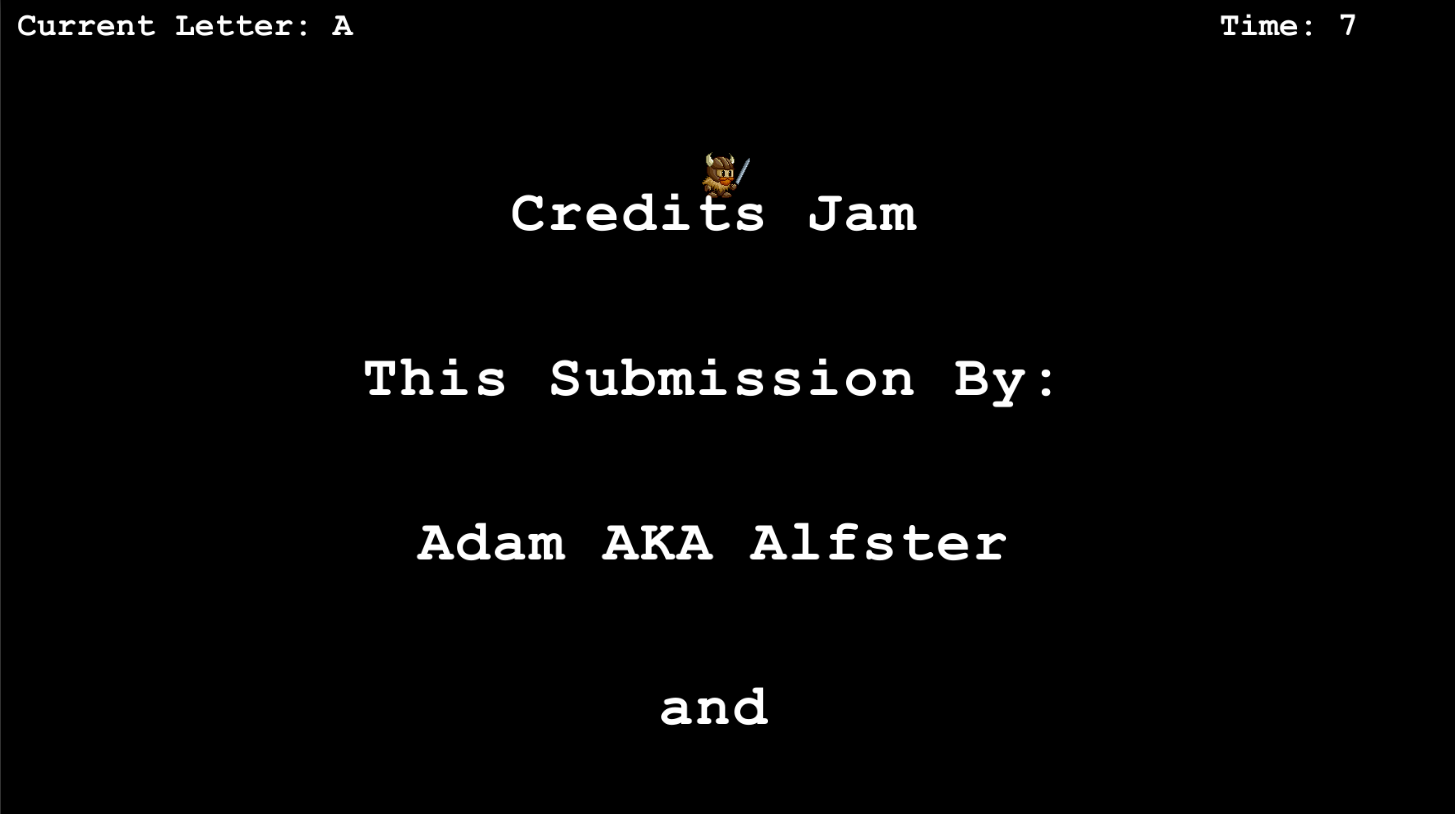 Current Letter: A
Time: 7
Credits Jam
This Submission By:
Adam AKA Alfster
and